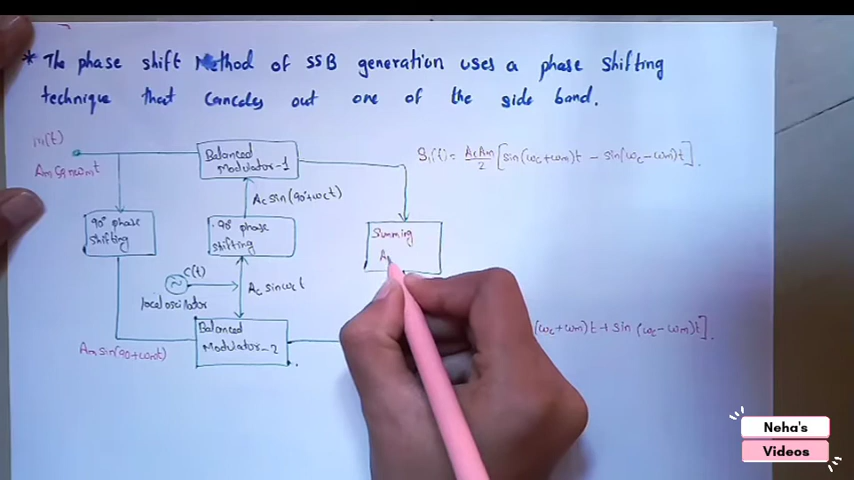 * The phase shift Method of SSB generation uses a phase shifting
technique that Canceles out one of the side band.
m(t)
Am sin ωmt
Balanced
Modulator-1
S₁(t) = AcAm/2 [sin(ωc+ωm)t - sin(ωc-ωm)t].
Ac sin(90°+ωct)
90° phase
shifting
90° phase
shifting
Summing
C(t)
Ac sinωct
local oscillator
Balanced
Modulator-2
(ωc+ωm)t + sin (ωc-ωm)t].
Am sin(90+ωmt)
Neha's
Videos